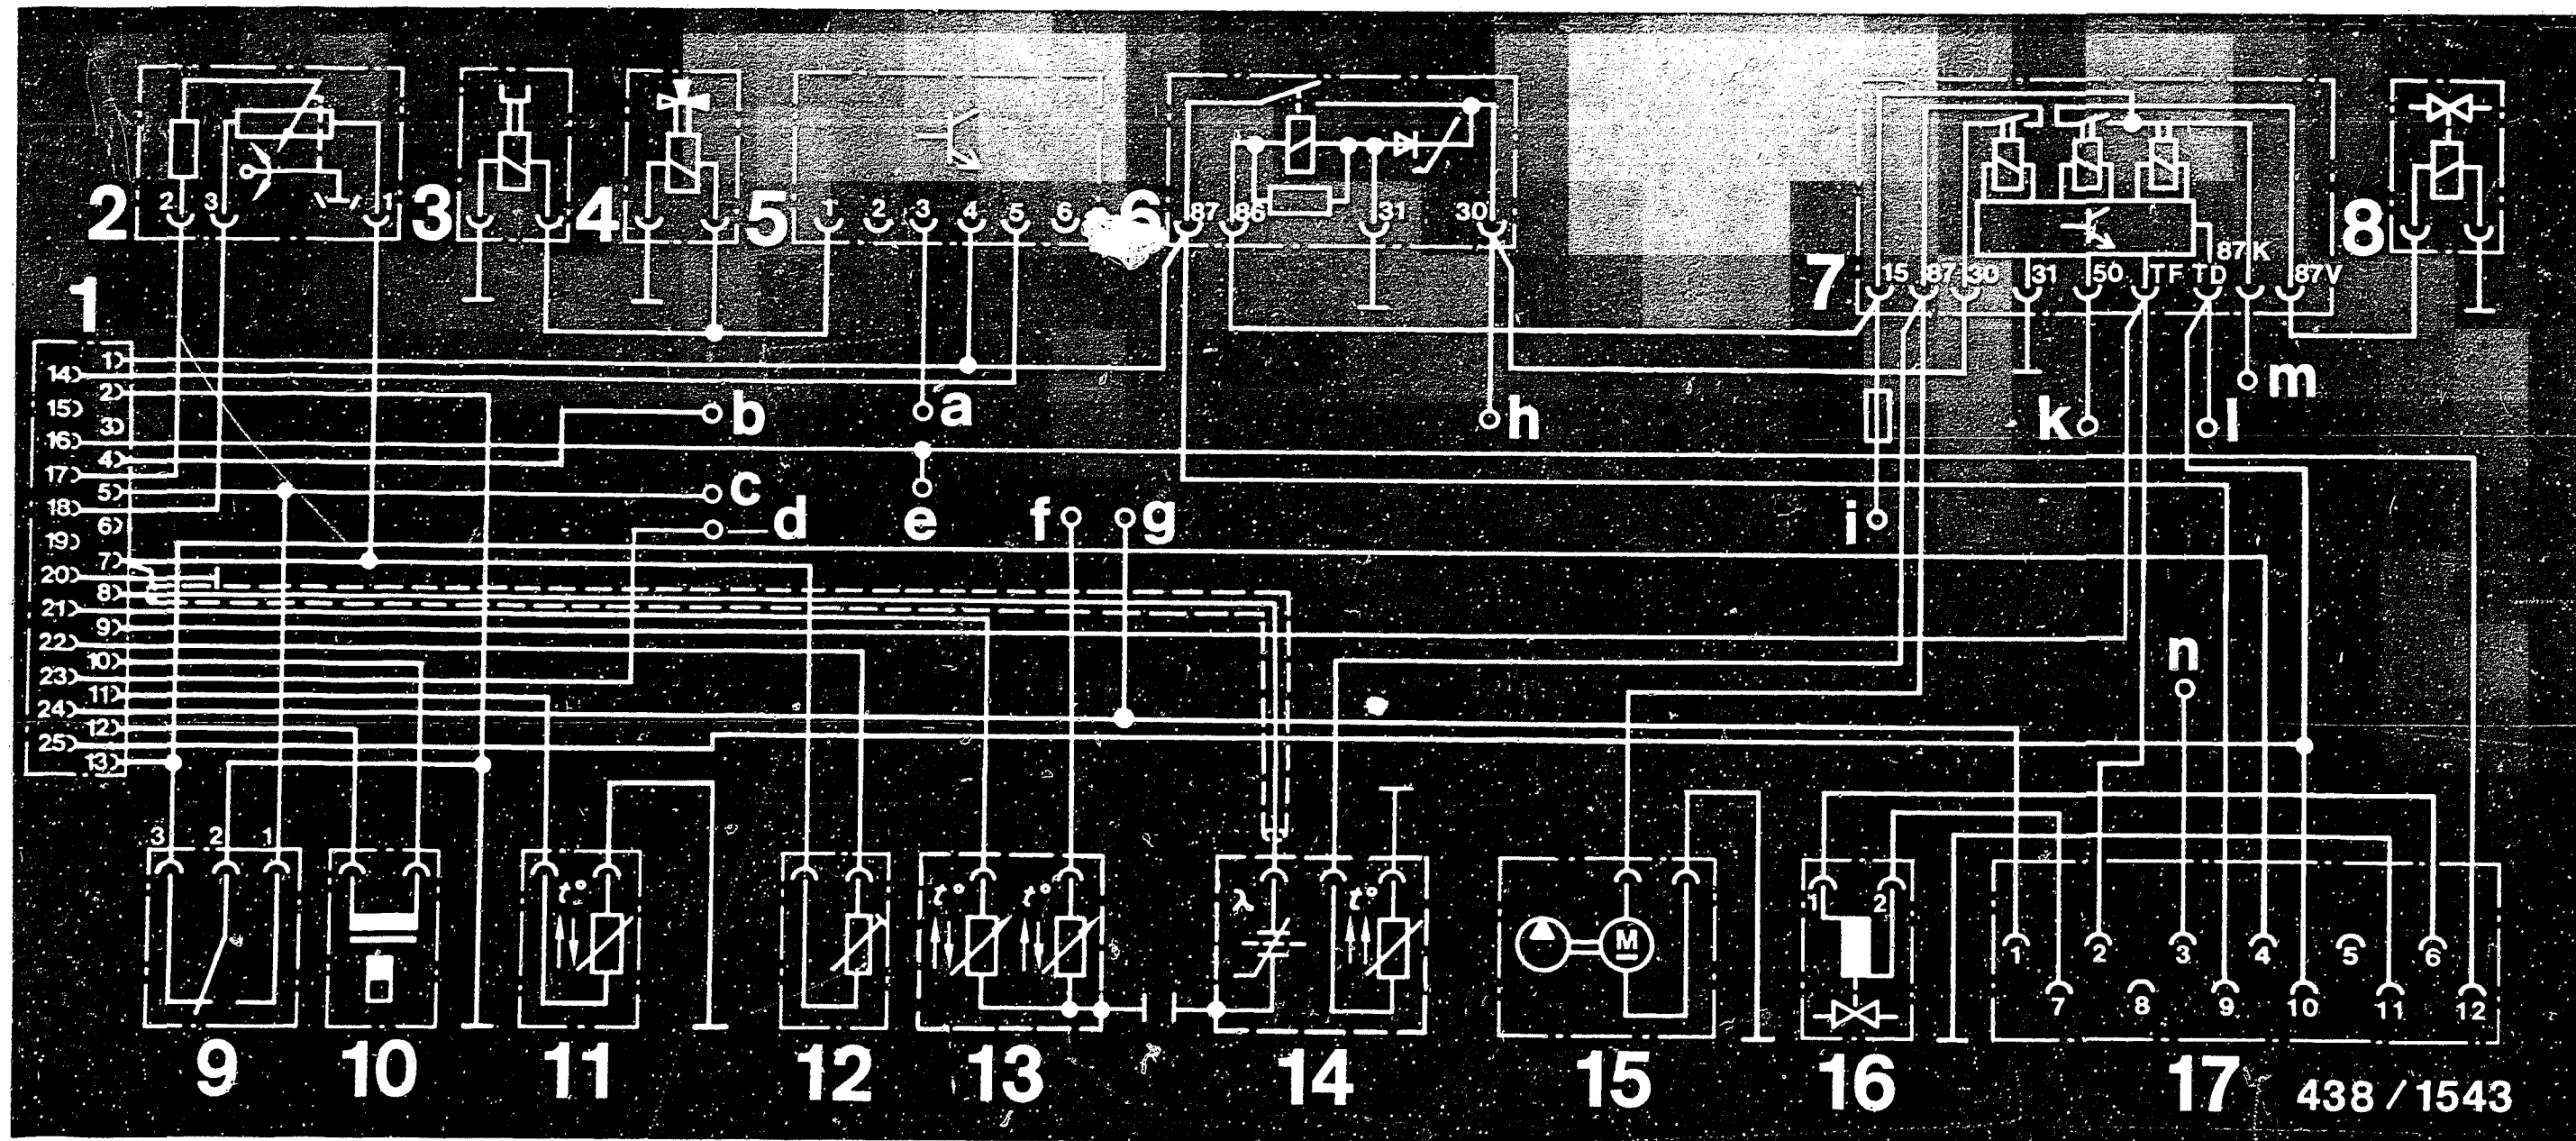 2 3 1
2 3 4 5 6 7 8
1 2 3 4 5 6
87 86 31 30
15 87 30 31 50 TF TD 87K 87V
1
1
14
2
15
3
16
4
17
5
18
6
19
7
20
8
21
9
22
10
23
11
24
12
25
13
b a h k l m
c d e f g i
n
3 2 1
t° t° t° λ t°
M
1 2
1 2 3 4 5 6
7 8 9 10 11 12
9 10 11 12 13 14 15 16 17
438 / 1543